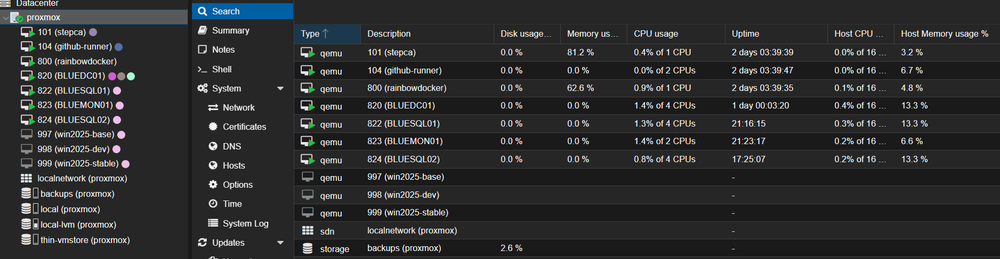 Datacenter
proxmox
101 (stepca)
104 (github-runner)
800 (rainbowdocker)
820 (BLUEDC01)
822 (BLUESQL01)
823 (BLUEMON01)
824 (BLUESQL02)
997 (win2025-base)
998 (win2025-dev)
999 (win2025-stable)
localnetwork (proxmox)
backups (proxmox)
local (proxmox)
local-lvm (proxmox)
thin-vmstore (proxmox)
Search
Summary
Notes
Shell
System
Network
Certificates
DNS
Hosts
Options
Time
System Log
Updates
Type Description Disk usage... Memory us... CPU usage Uptime Host CPU ... Host Memory usage %
qemu 101 (stepca) 0.0 % 81.2 % 0.4% of 1 CPU 2 days 03:39:39 0.0% of 16 ... 3.2 %
qemu 104 (github-runner) 0.0 % 0.0 % 0.0% of 2 CPUs 2 days 03:39:47 0.0% of 16 ... 6.7 %
qemu 800 (rainbowdocker) 0.0 % 62.6 % 0.9% of 1 CPU 2 days 03:39:35 0.1% of 16 ... 4.8 %
qemu 820 (BLUEDC01) 0.0 % 0.0 % 1.4% of 4 CPUs 1 day 00:03:20 0.4% of 16 ... 13.3 %
qemu 822 (BLUESQL01) 0.0 % 0.0 % 1.3% of 4 CPUs 21:16:15 0.3% of 16 ... 13.3 %
qemu 823 (BLUEMON01) 0.0 % 0.0 % 1.4% of 2 CPUs 21:23:17 0.2% of 16 ... 6.6 %
qemu 824 (BLUESQL02) 0.0 % 0.0 % 0.8% of 4 CPUs 17:25:07 0.2% of 16 ... 13.3 %
qemu 997 (win2025-base) -
qemu 998 (win2025-dev) -
qemu 999 (win2025-stable) -
sdn localnetwork (proxmox) -
storage backups (proxmox) 2.6 % -